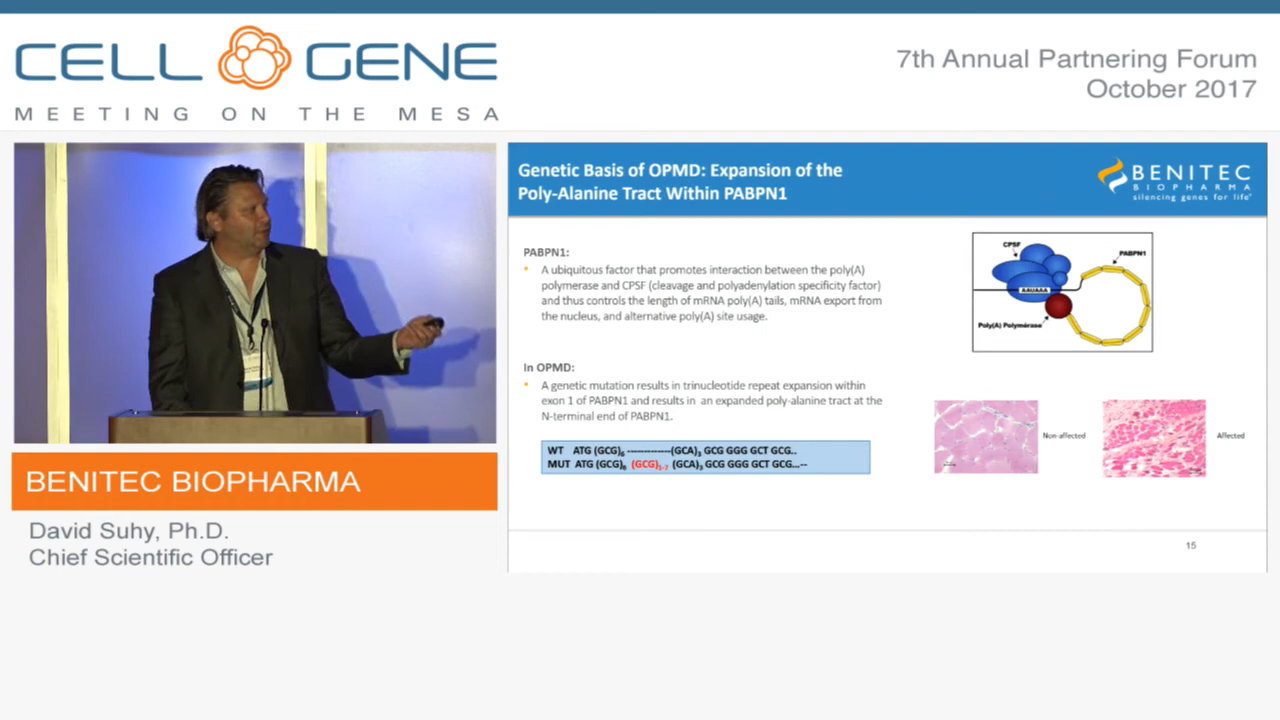 CELL GENE
MEETING ON THE MESA
7th Annual Partnering Forum
October 2017
Genetic Basis of OPMD: Expansion of the
Poly-Alanine Tract Within PABPN1
BENITEC
BIOPHARMA
silencing genes for life
PABPN1:
• A ubiquitous factor that promotes interaction between the poly(A)
polymerase and CPSF (cleavage and polyadenylation specificity factor)
and thus controls the length of mRNA poly(A) tails, mRNA export from
the nucleus, and alternative poly(A) site usage.
CPSF
PABPN1
AAUAAA
Poly(A) Polymerase
In OPMD:
• A genetic mutation results in trinucleotide repeat expansion within
exon 1 of PABPN1 and results in an expanded poly-alanine tract at the
N-terminal end of PABPN1.
WT ATG (GCG)6 -------------(GCA)3 GCG GGG GCT GCG..
MUT ATG (GCG)6 (GCG)1-7 (GCA)3 GCG GGG GCT GCG...--
Non-affected
Affected
15
BENITEC BIOPHARMA
David Suhy, Ph.D.
Chief Scientific Officer